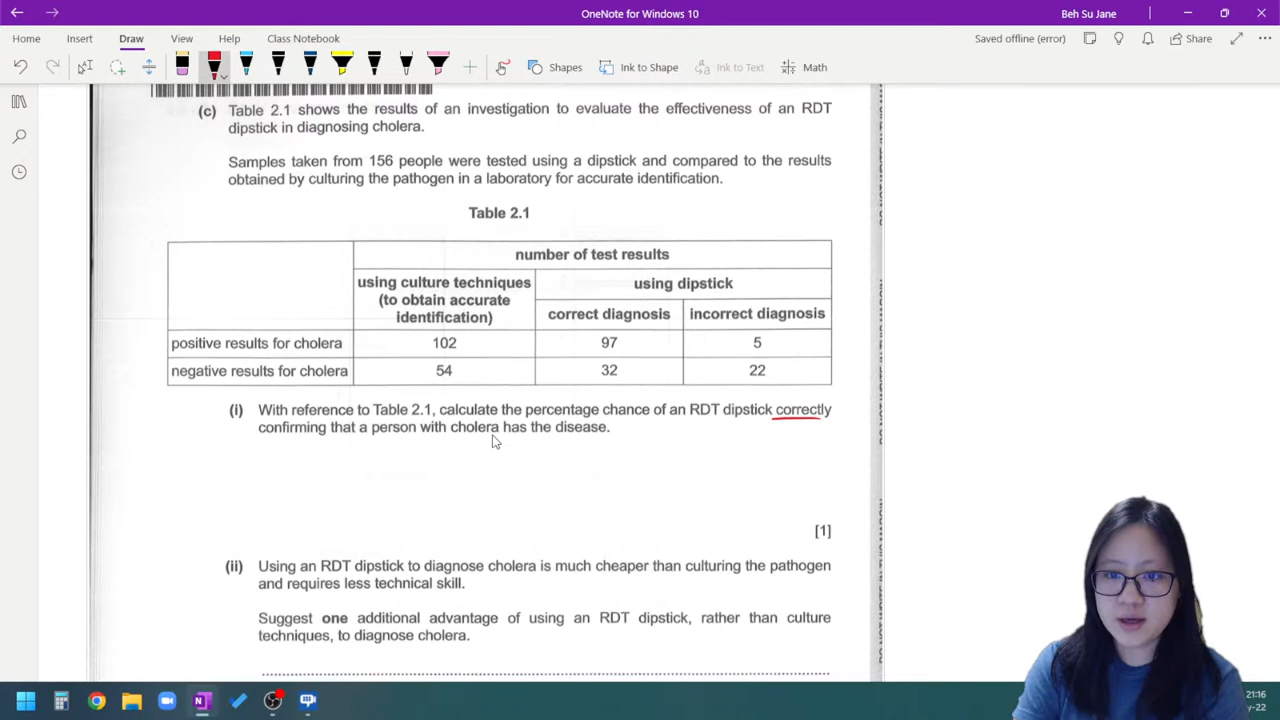 OneNote for Windows 10
Beh Su Jane
Home Insert Draw View Help Class Notebook
Saved offline (error) Share
Shapes Ink to Shape Ink to Text Math
(c) Table 2.1 shows the results of an investigation to evaluate the effectiveness of an RDT
dipstick in diagnosing cholera.
Samples taken from 156 people were tested using a dipstick and compared to the results
obtained by culturing the pathogen in a laboratory for accurate identification.
Table 2.1
number of test results
using culture techniques
(to obtain accurate
identification)
using dipstick
correct diagnosis incorrect diagnosis
positive results for cholera 102 97 5
negative results for cholera 54 32 22
(i) With reference to Table 2.1, calculate the percentage chance of an RDT dipstick correctly
confirming that a person with cholera has the disease.
[1]
(ii) Using an RDT dipstick to diagnose cholera is much cheaper than culturing the pathogen
and requires less technical skill.
Suggest one additional advantage of using an RDT dipstick, rather than culture
techniques, to diagnose cholera.
21:16